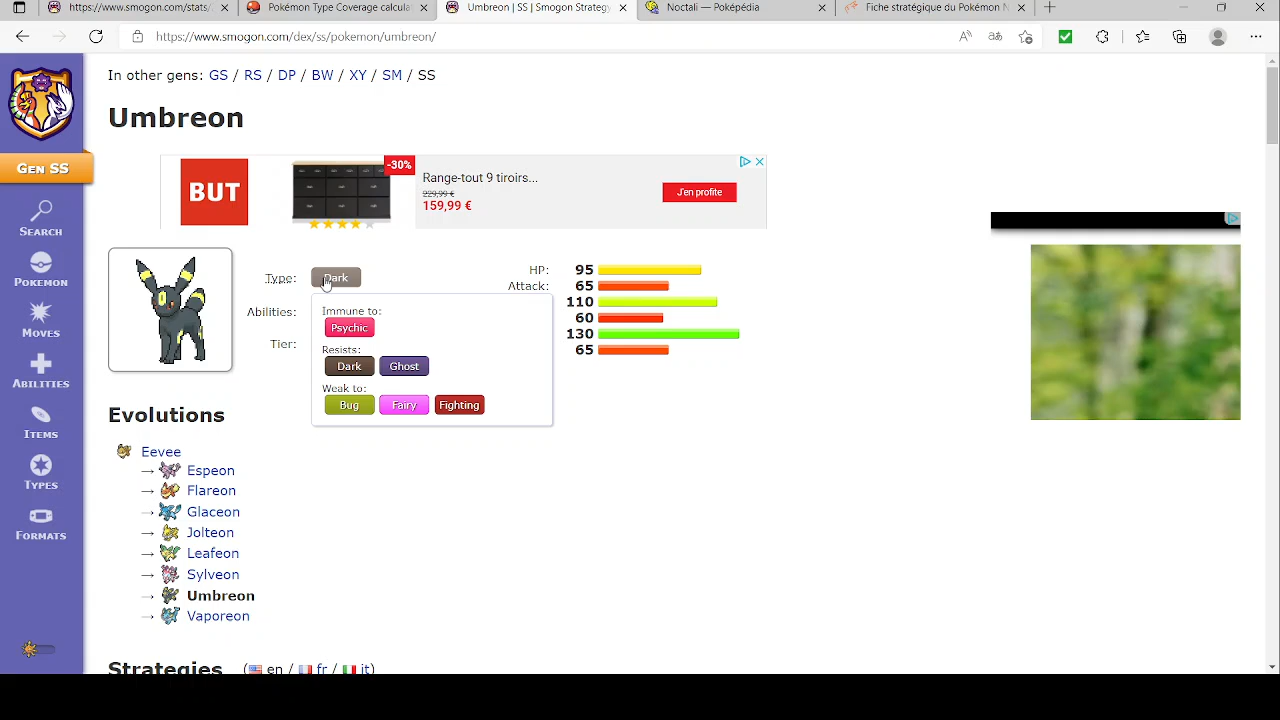 https://www.smogon.com/stats/
Pokémon Type Coverage calcula
Umbreon | SS | Smogon Strateg
Noctali — Poképédia
Fiche stratégique du Pokémon N
https://www.smogon.com/dex/ss/pokemon/umbreon/
In other gens: GS / RS / DP / BW / XY / SM / SS
Umbreon
Gen SS
Search
Pokemon
Moves
Abilities
Items
Types
Formats
BUT
-30%
Range-tout 9 tiroirs...
229,99 €
159,99 €
J'en profite
Type: Dark
Abilities:
Tier:
Immune to:
Psychic
Resists:
Dark Ghost
Weak to:
Bug Fairy Fighting
HP: 95
Attack: 65
110
60
130
65
Evolutions
Eevee
→ Espeon
→ Flareon
→ Glaceon
→ Jolteon
→ Leafeon
→ Sylveon
→ Umbreon
→ Vaporeon
Strategies (en / fr / it)